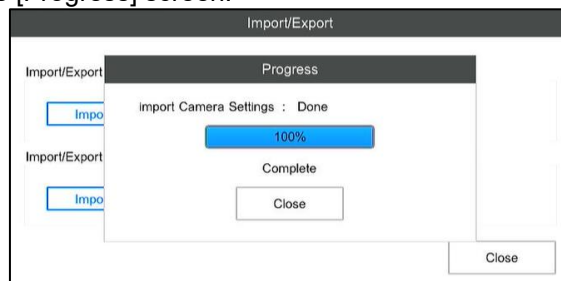 [Progress] screen.
Import/Export
Import/Export
Progress
Impo
import Camera Settings : Done
100%
Import/Export
Complete
Impo
Close
Close